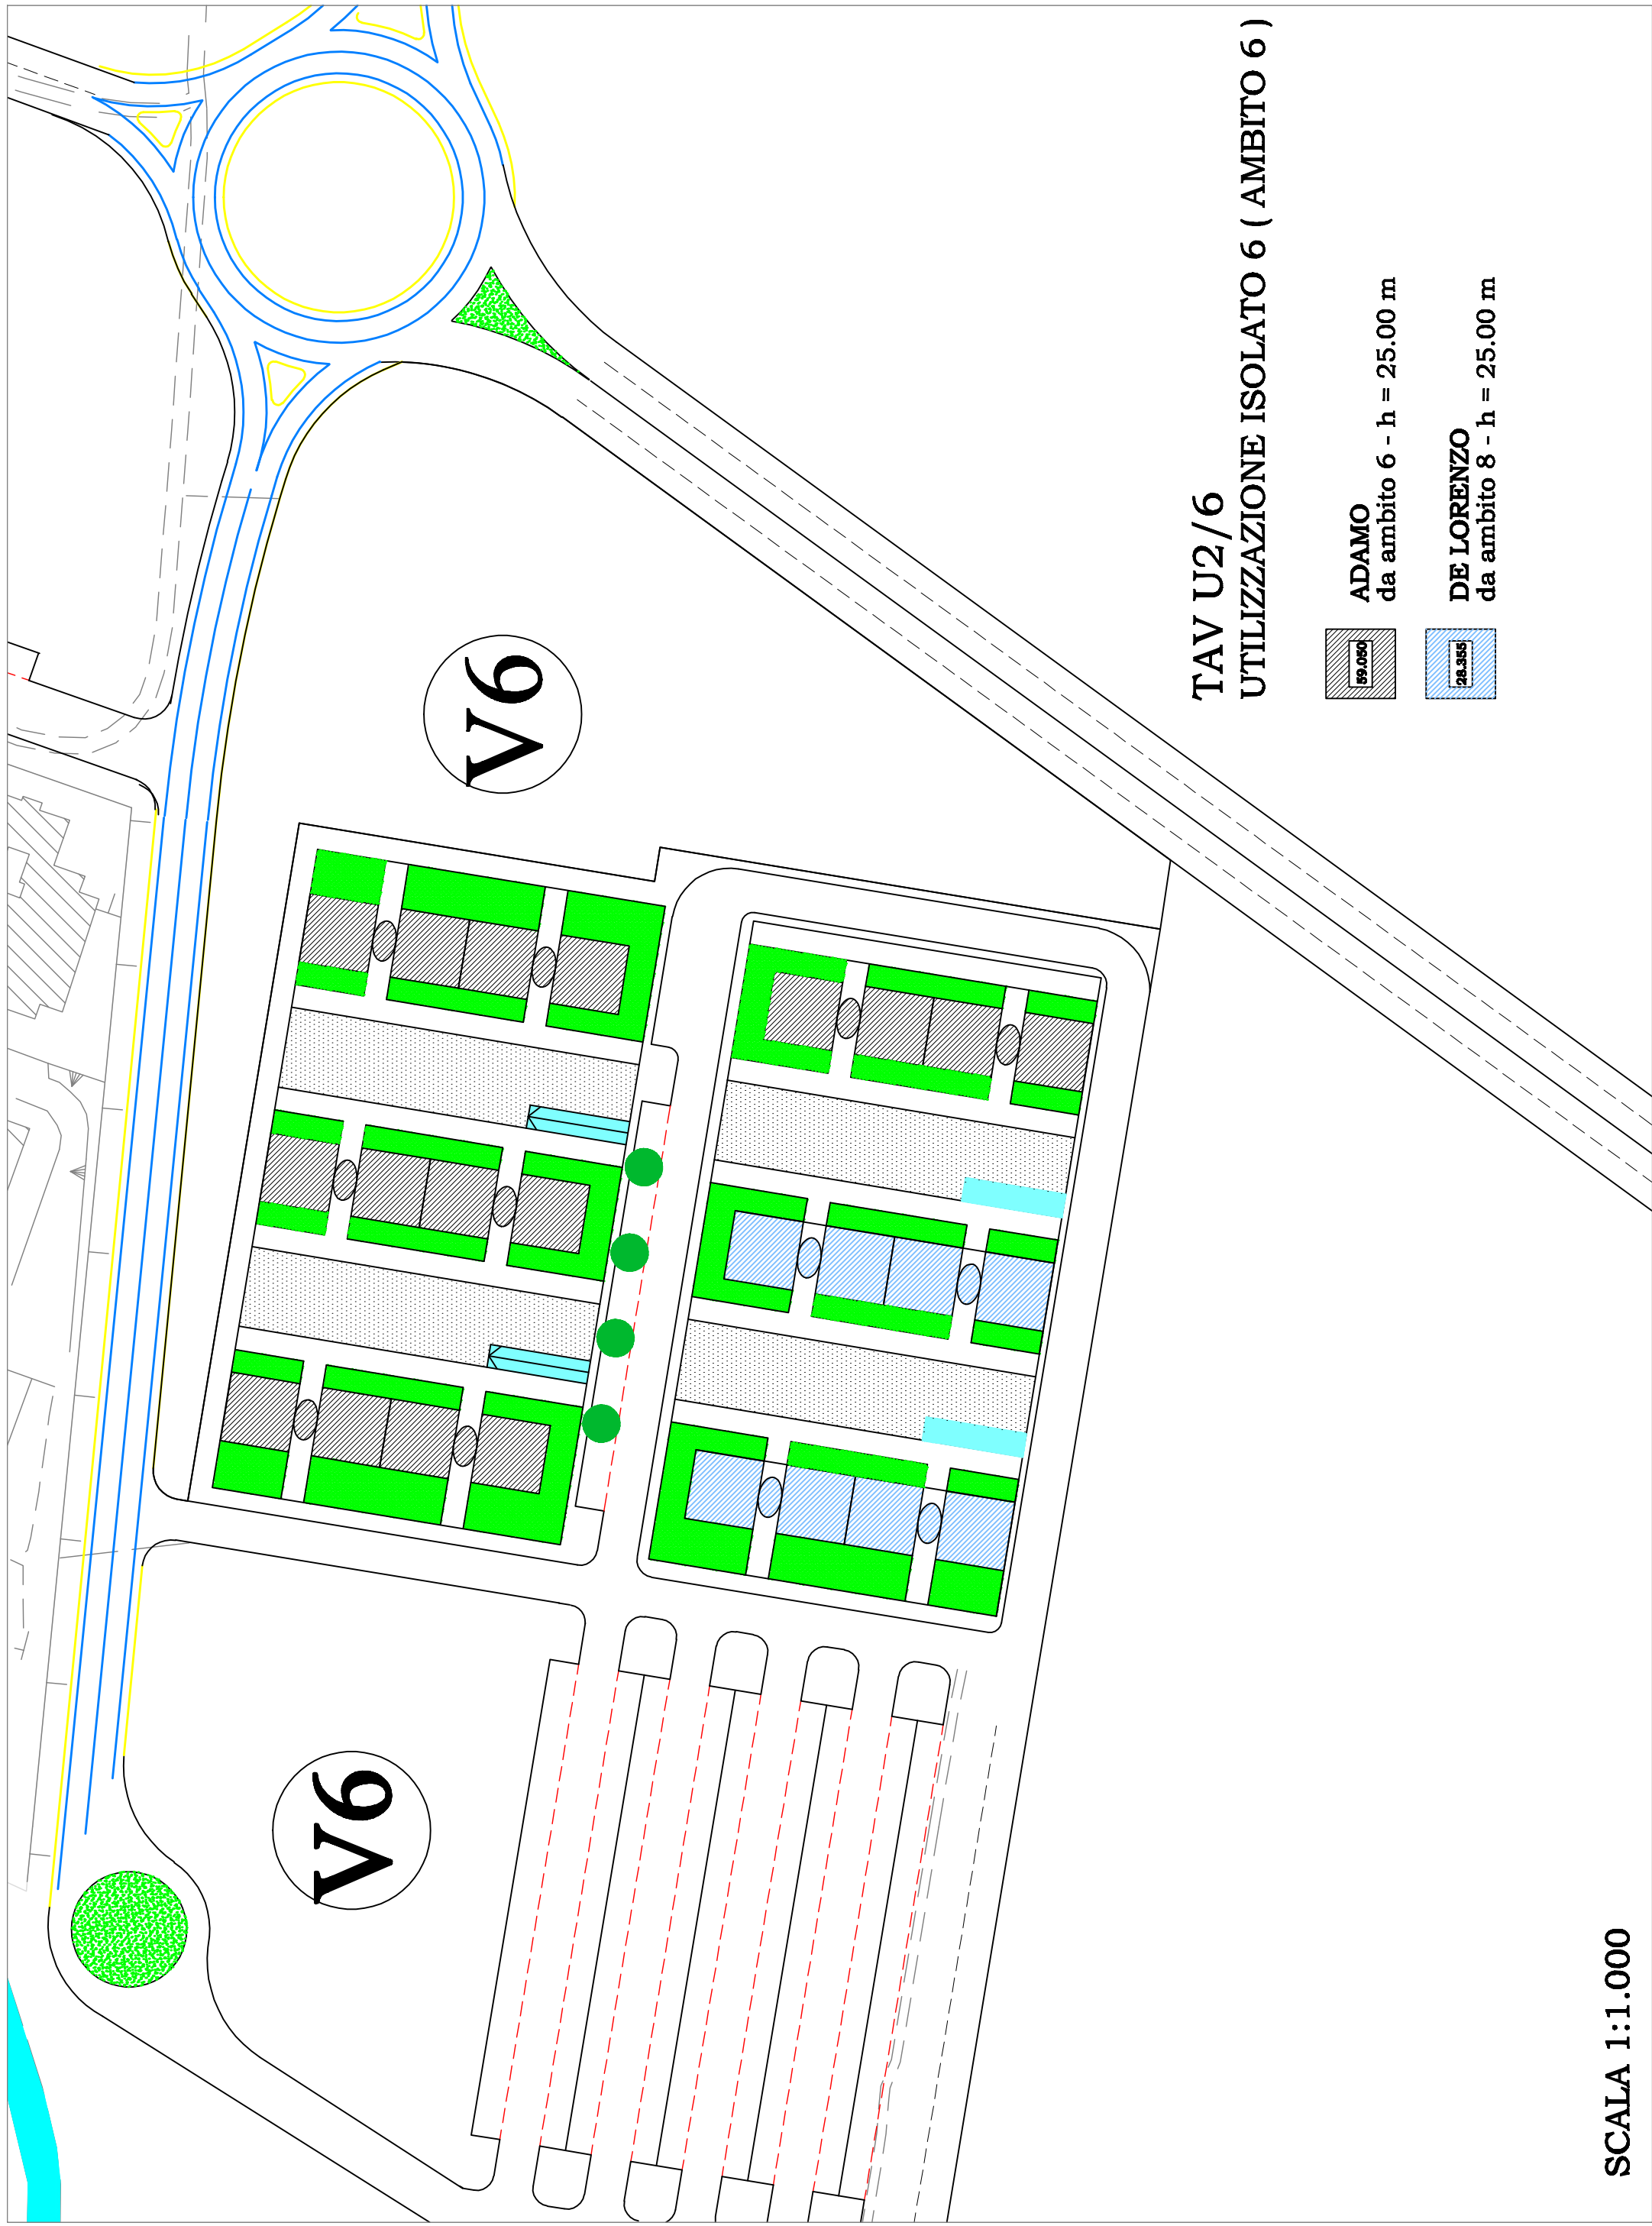 TAV U2/6
UTILIZZAZIONE ISOLATO 6 ( AMBITO 6 )
59.050
ADAMO
da ambito 6 - h = 25.00 m
28.355
DE LORENZO
da ambito 8 - h = 25.00 m
V6
V6
SCALA 1:1.000